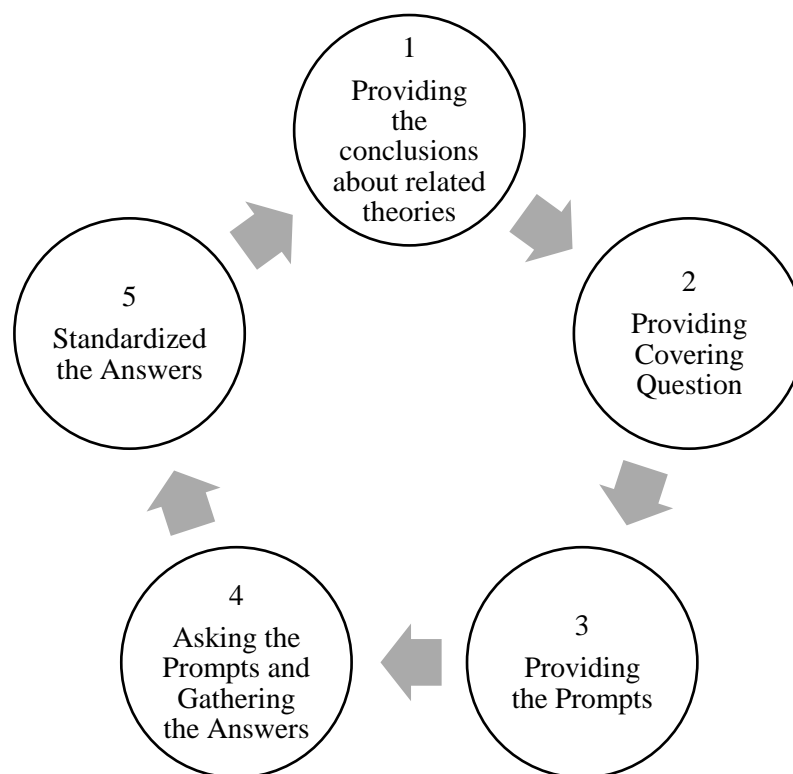 1
Providing
the
conclusions
about related
theories
2
Providing
Covering
Question
3
Providing
the Prompts
4
Asking the
Prompts and
Gathering
the Answers
5
Standardized
the Answers